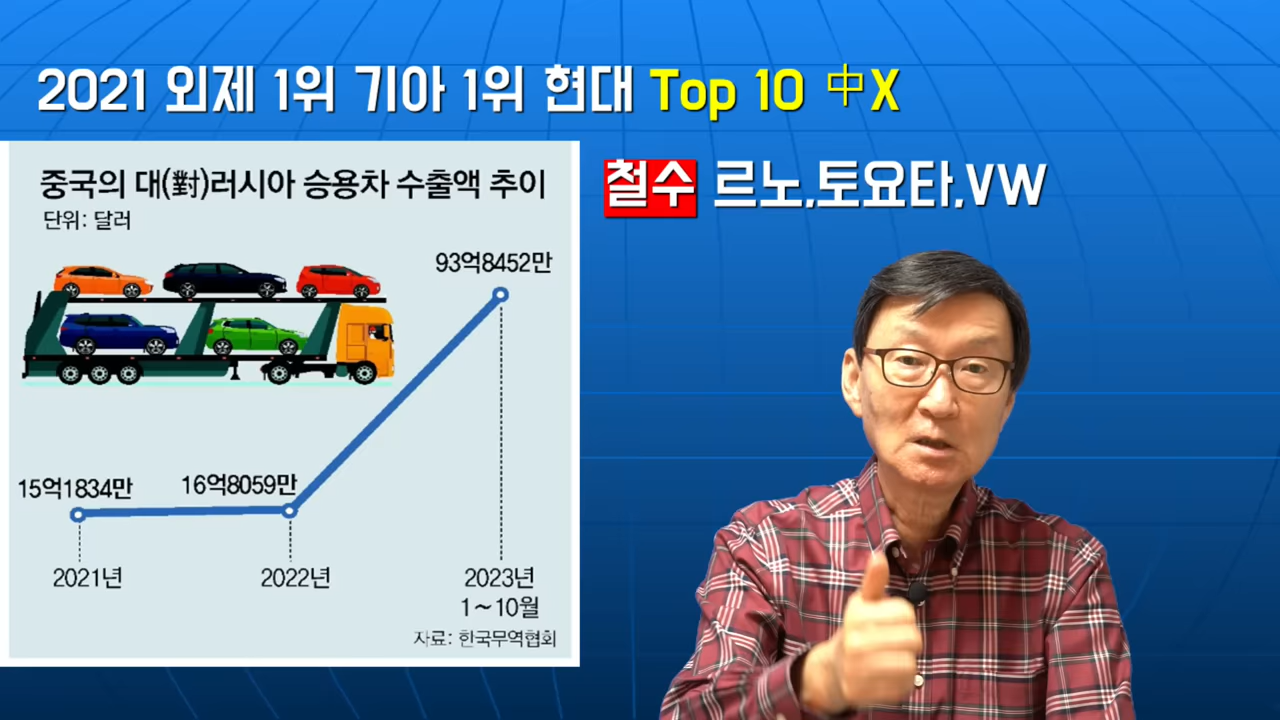 2021 외제 1위 기아 1위 현대 Top 10 中X
철수 르노.토요타.VW
중국의 대(對)러시아 승용차 수출액 추이
단위: 달러
93억8452만
15억1834만
16억8059만
2021년
2022년
2023년
1~10월
자료: 한국무역협회